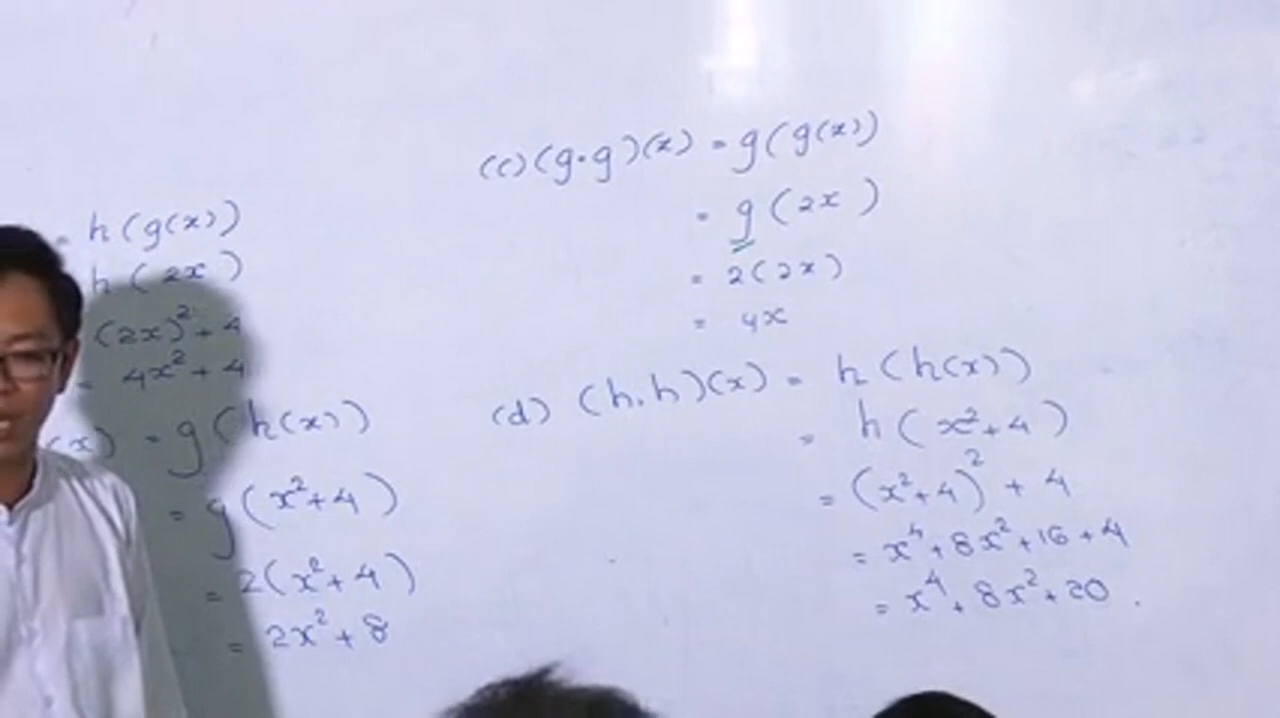 = h(g(x))
h(2x)
(2x)² + 4
= 4x² + 4
(x) = g(h(x))
= g(x² + 4)
= 2(x² + 4)
= 2x² + 8
(c) (g∘g)(x) = g(g(x))
= g(2x)
= 2(2x)
= 4x
(d) (h∘h)(x) = h(h(x))
= h(x² + 4)
= (x² + 4)² + 4
= x⁴ + 8x² + 16 + 4
= x⁴ + 8x² + 20.